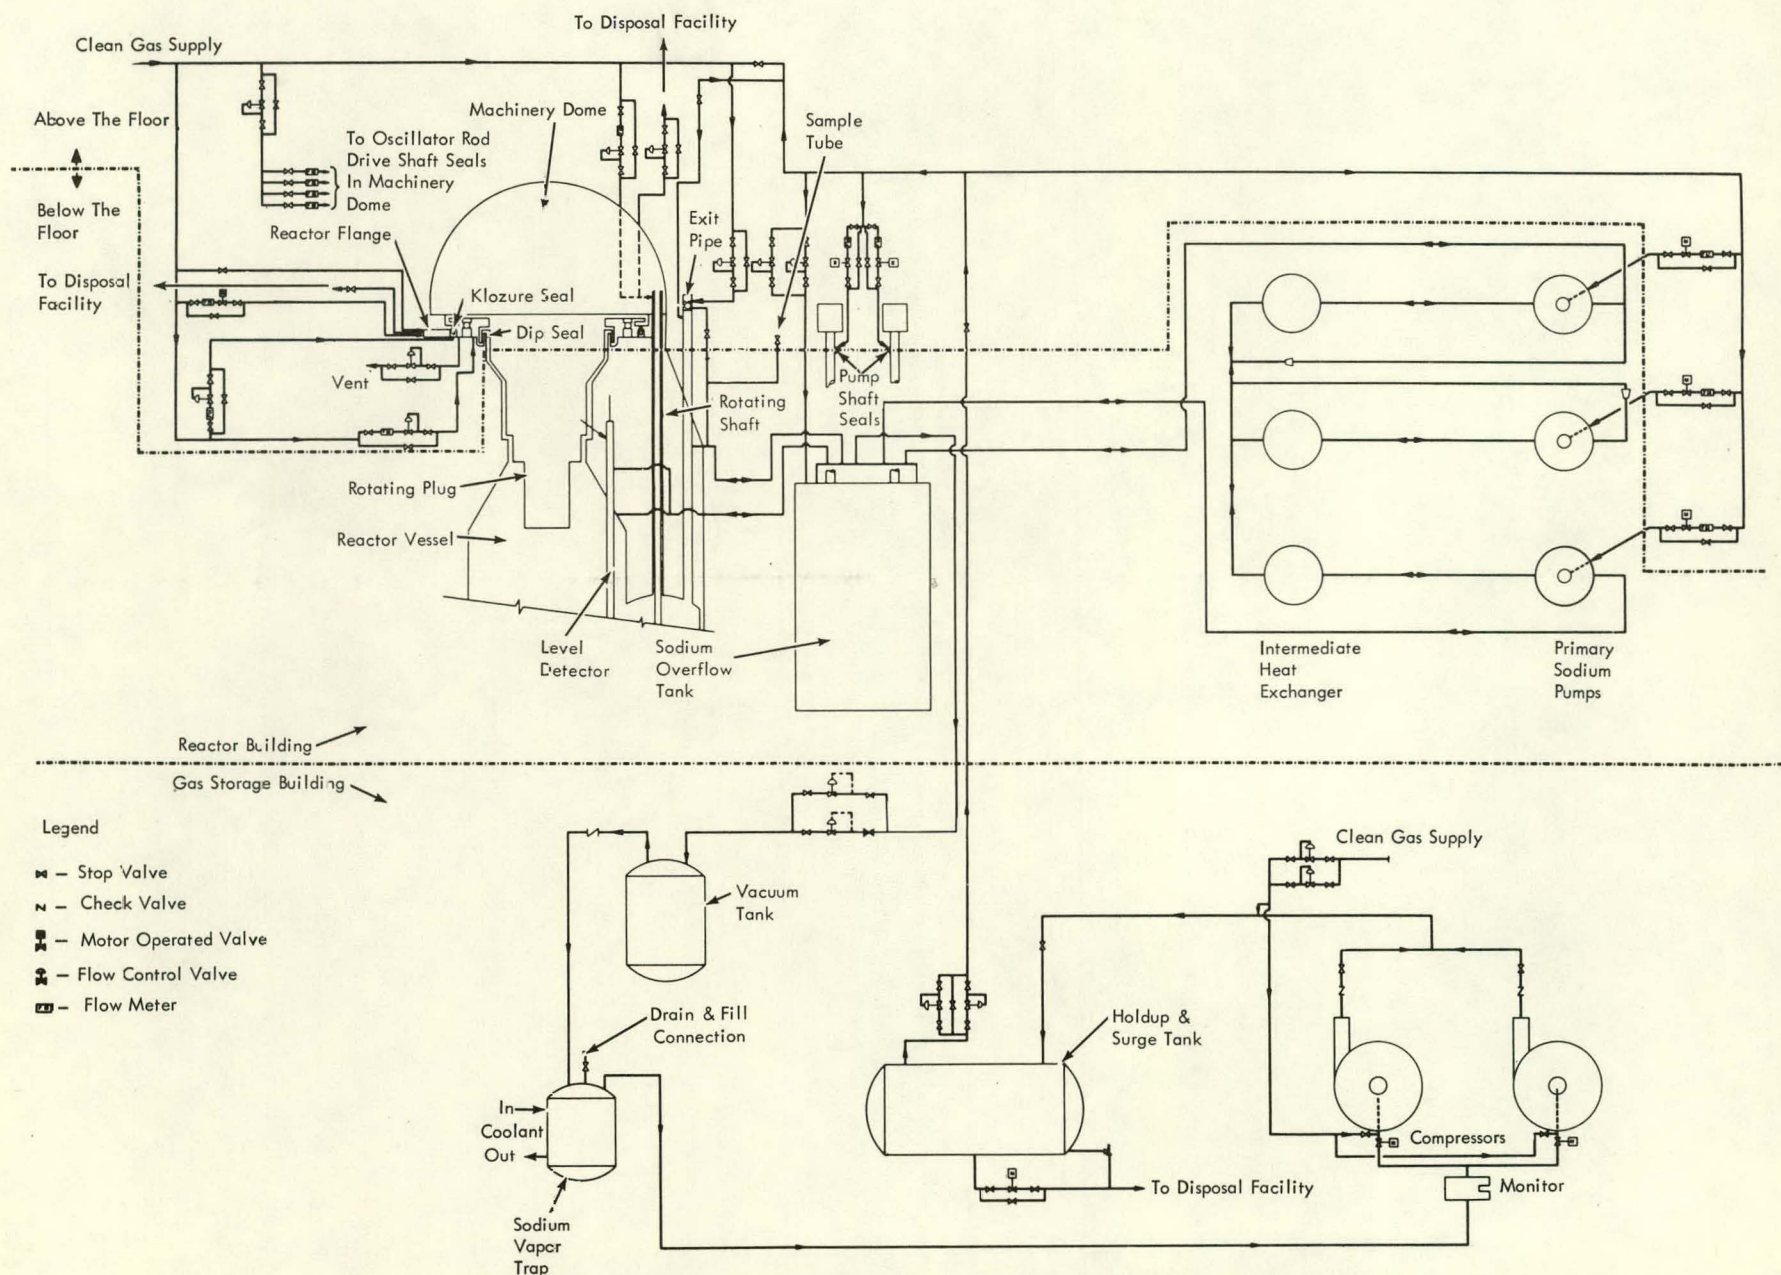 To Disposal Facility
Clean Gas Supply
Above The Floor
Machinery Dome
Sample
Tube
To Oscillator Rod
Drive Shaft Seals
In Machinery
Dome
Below The
Floor
Reactor Flange
Exit
Pipe
To Disposal
Facility
Klozure Seal
Dip Seal
Vent
Pump
Shaft
Seals
Rotating
Shaft
Rotating Plug
Reactor Vessel
Level
Detector
Sodium
Overflow
Tank
Intermediate
Heat
Exchanger
Primary
Sodium
Pumps
Reactor Building
Gas Storage Building
Legend
– Stop Valve
– Check Valve
– Motor Operated Valve
– Flow Control Valve
– Flow Meter
Clean Gas Supply
Vacuum
Tank
Drain & Fill
Connection
Holdup &
Surge Tank
In
Coolant
Out
Compressors
Monitor
To Disposal Facility
Sodium
Vapor
Trap